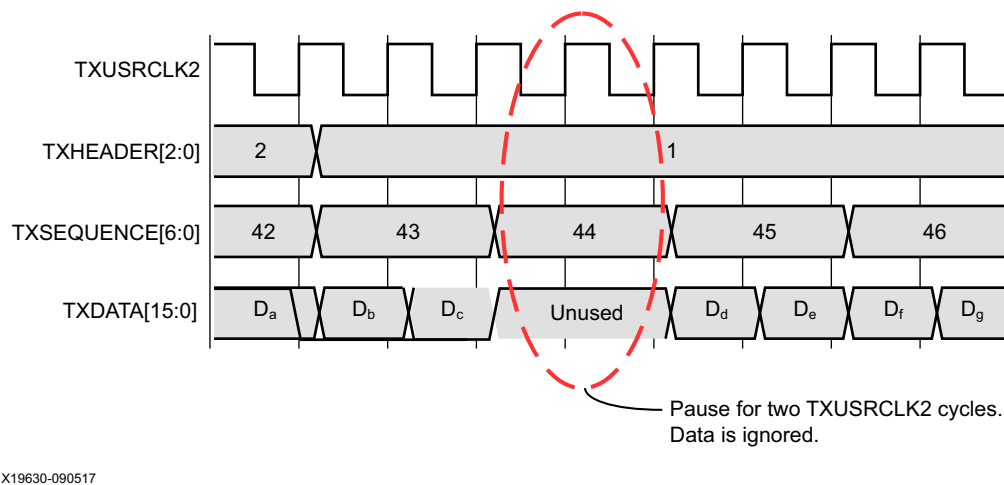 TXUSRCLK2
TXHEADER[2:0] 2 1
TXSEQUENCE[6:0] 42 43 44 45 46
TXDATA[15:0] Da Db Dc Unused Dd De Df Dg
Pause for two TXUSRCLK2 cycles.
Data is ignored.
X19630-090517